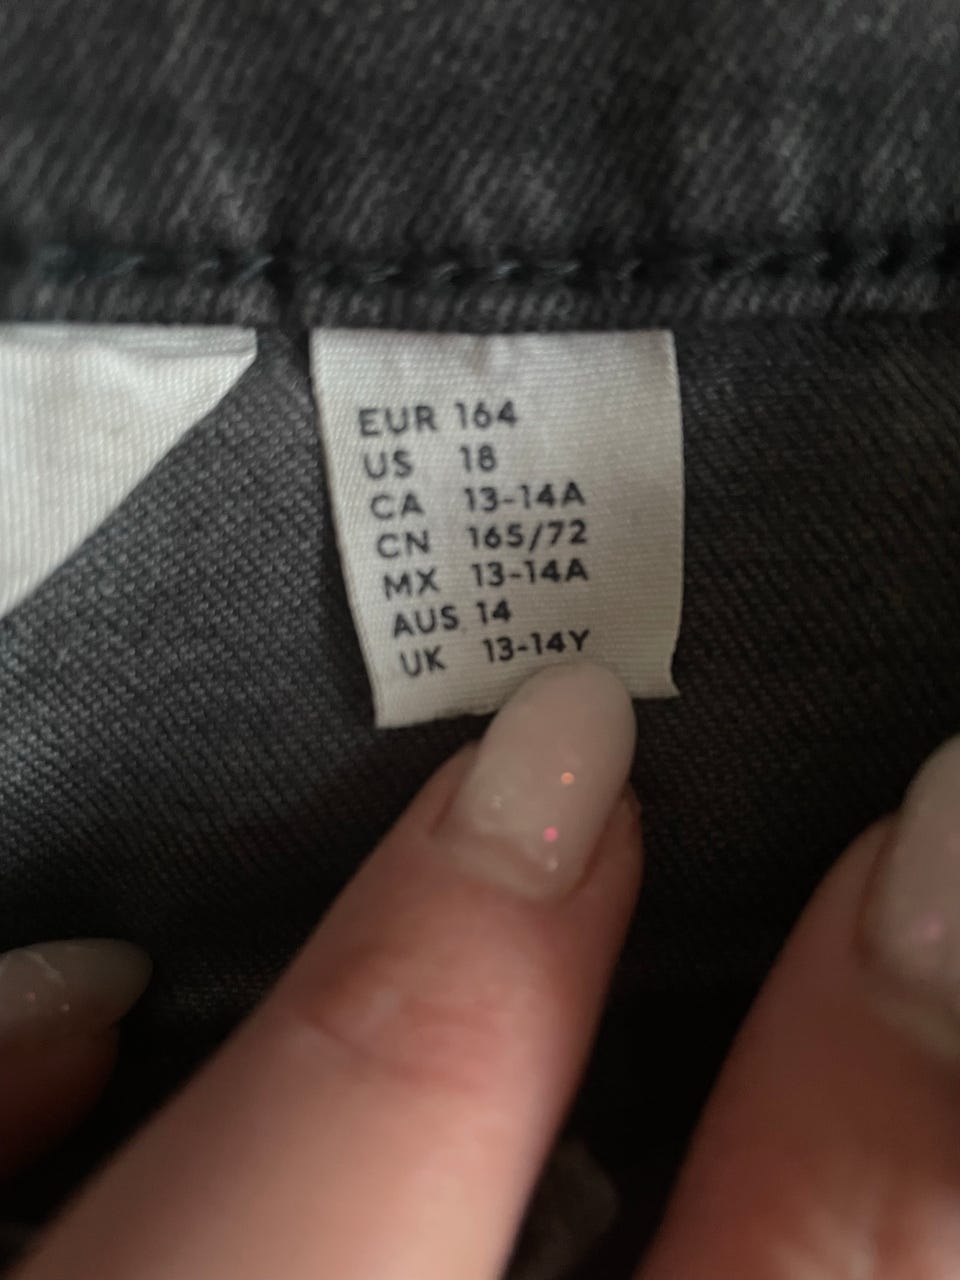 EUR 164
US 18
CA 13-14A
CN 165/72
MX 13-14A
AUS 14
UK 13-14Y